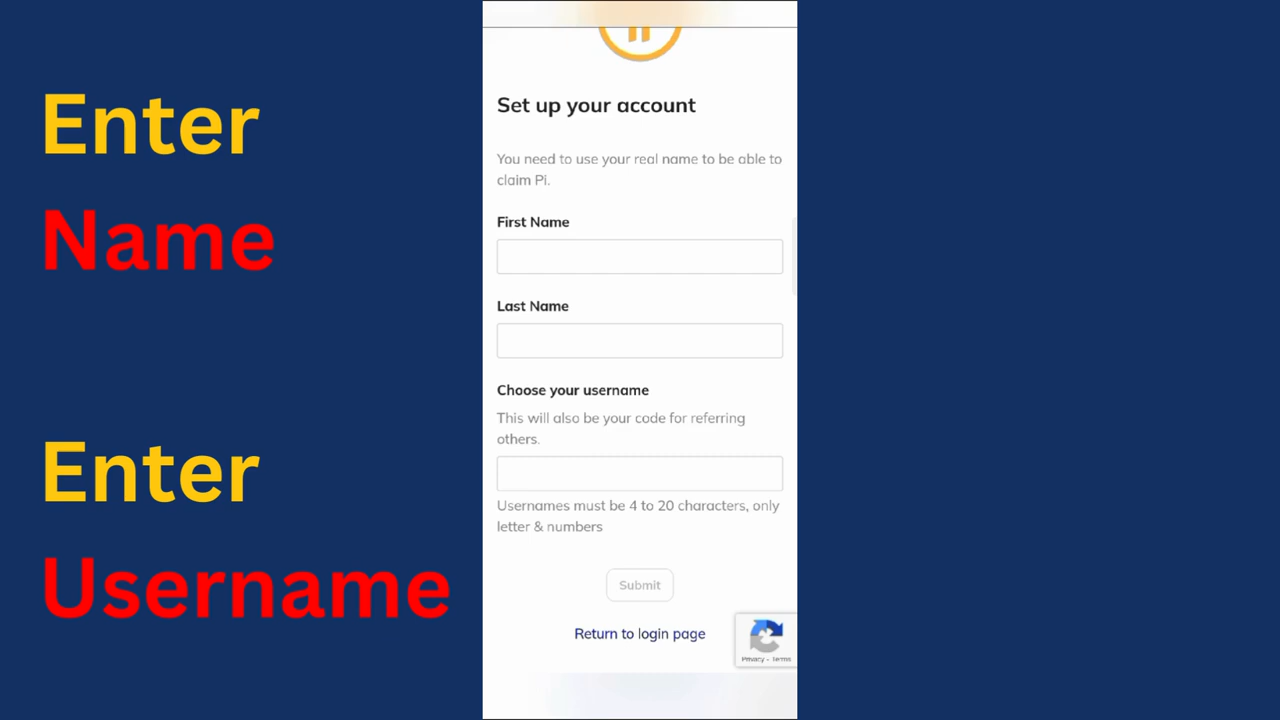 Enter
Name
Enter
Username
Set up your account
You need to use your real name to be able to
claim Pi.
First Name
Last Name
Choose your username
This will also be your code for referring
others.
Usernames must be 4 to 20 characters, only
letter & numbers
Submit
Return to login page
Privacy - Terms